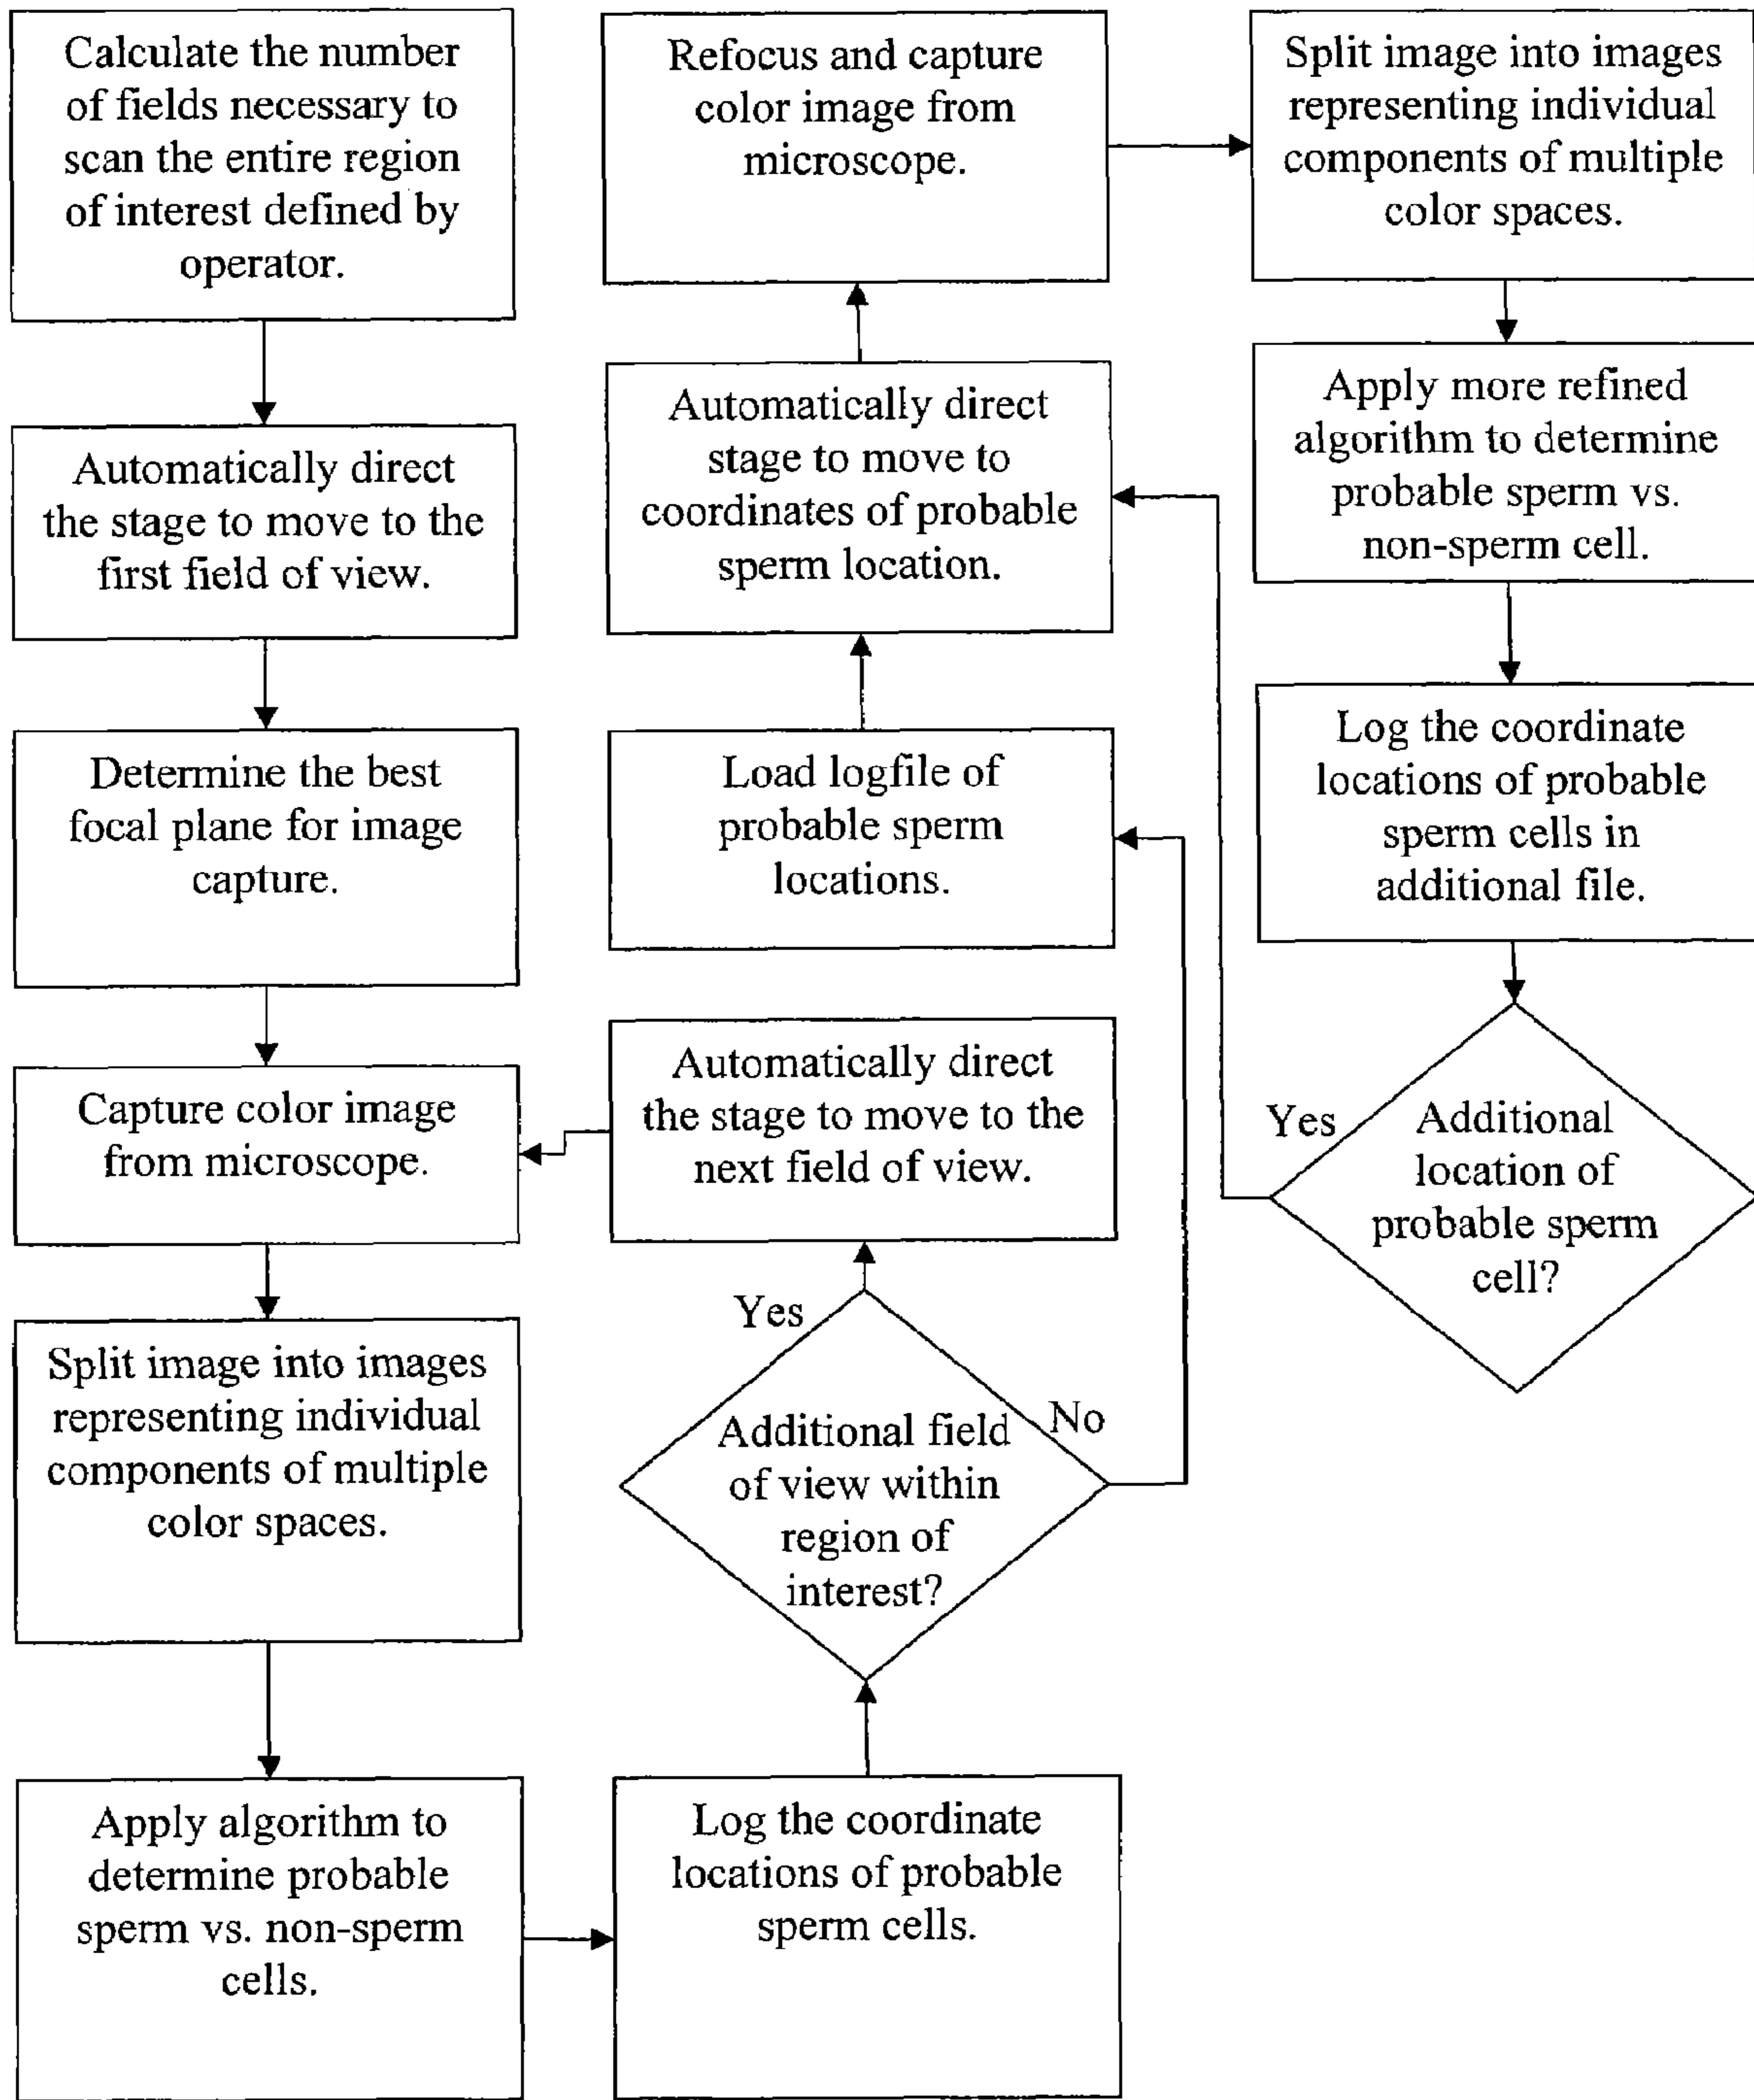 Calculate the number
of fields necessary to
scan the entire region
of interest defined by
operator.
Automatically direct
the stage to move to the
first field of view.
Determine the best
focal plane for image
capture.
Capture color image
from microscope.
Split image into images
representing individual
components of multiple
color spaces.
Apply algorithm to
determine probable
sperm vs. non-sperm
cells.
Log the coordinate
locations of probable
sperm cells.
Additional field
of view within
region of
interest?
Yes
No
Automatically direct
the stage to move to the
next field of view.
Load logfile of
probable sperm
locations.
Automatically direct
stage to move to
coordinates of probable
sperm location.
Refocus and capture
color image from
microscope.
Split image into images
representing individual
components of multiple
color spaces.
Apply more refined
algorithm to determine
probable sperm vs.
non-sperm cell.
Log the coordinate
locations of probable
sperm cells in
additional file.
Yes
Additional
location of
probable sperm
cell?